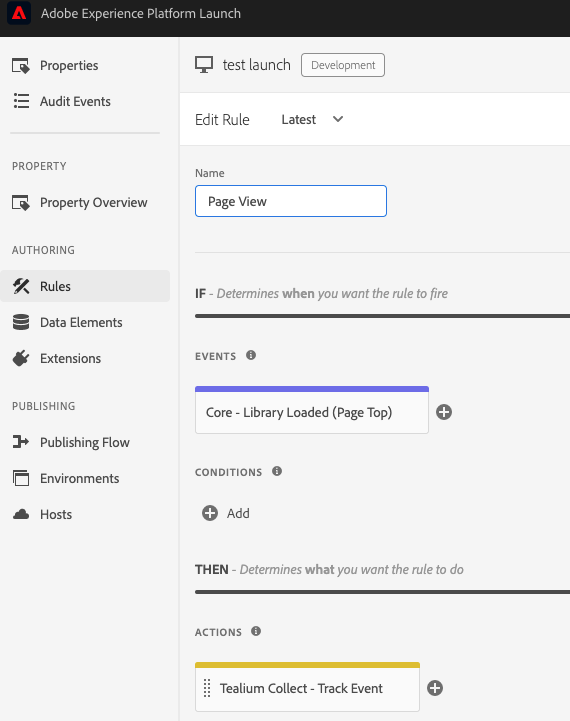 Adobe Experience Platform Launch
Properties
Audit Events
PROPERTY
Property Overview
AUTHORING
Rules
Data Elements
Extensions
PUBLISHING
Publishing Flow
Environments
Hosts
test launch Development
Edit Rule Latest
Name
Page View
IF - Determines when you want the rule to fire
EVENTS
Core - Library Loaded (Page Top)
CONDITIONS
Add
THEN - Determines what you want the rule to do
ACTIONS
Tealium Collect - Track Event